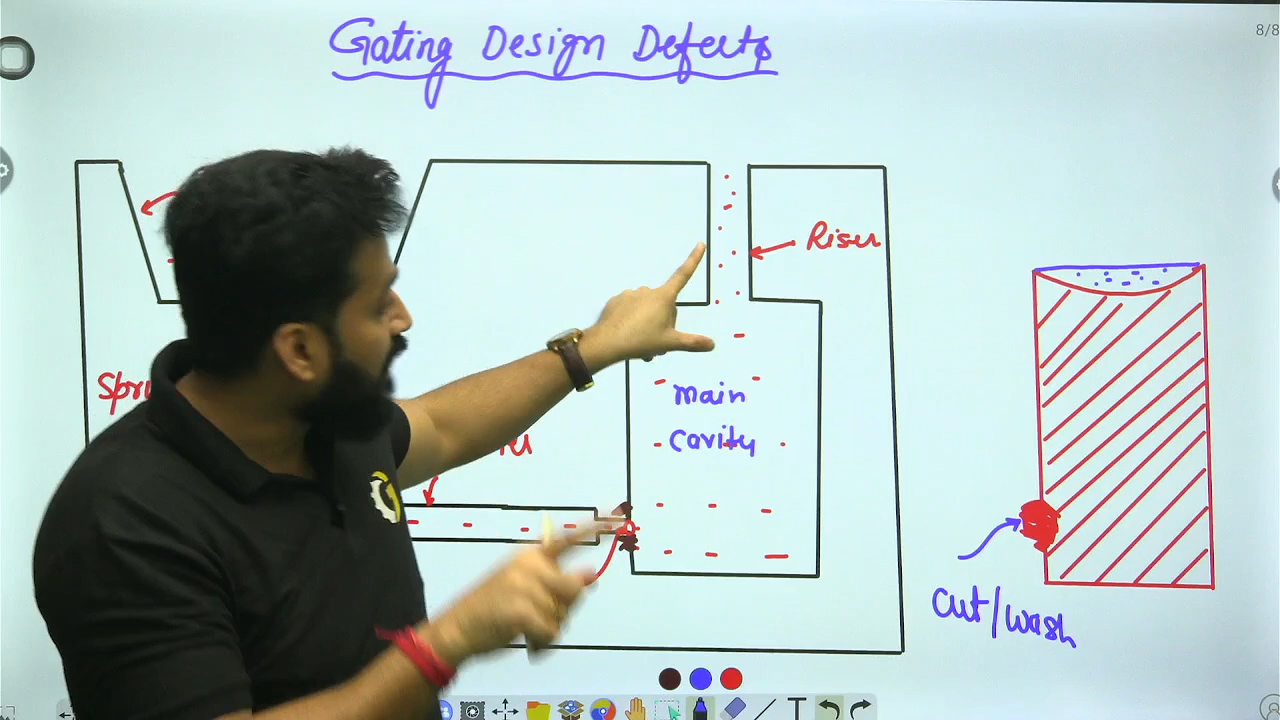 Gating Design Defects
8/8
Riser
main
cavity
cut/wash